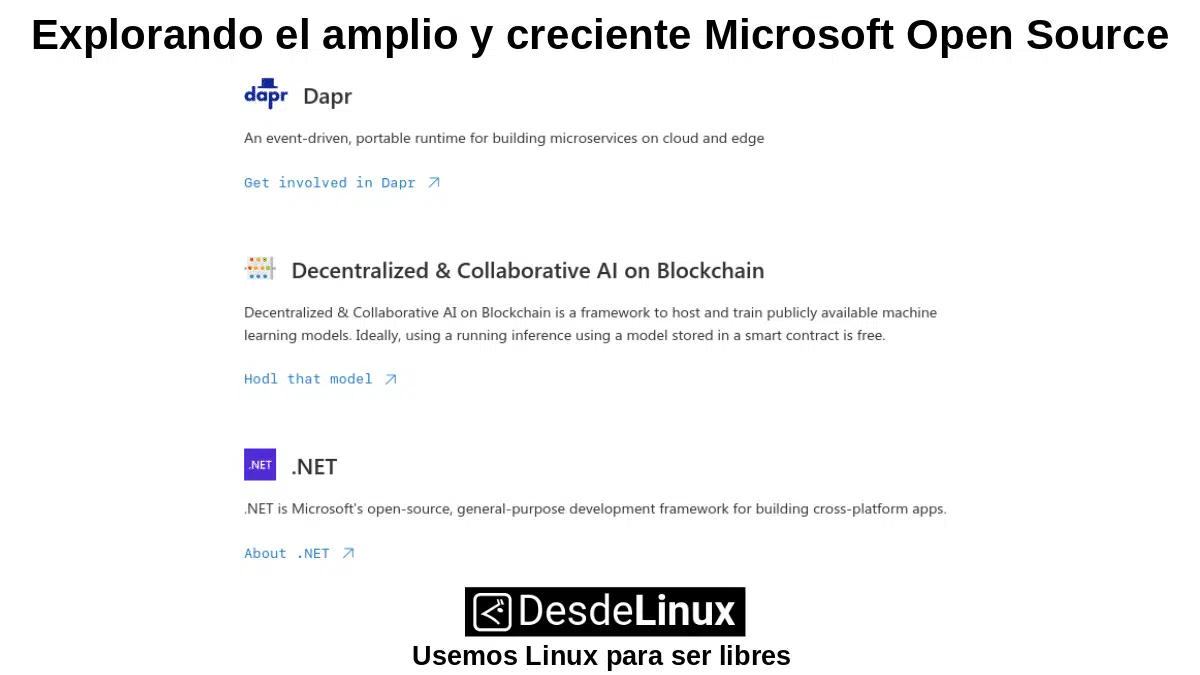 Explorando el amplio y creciente Microsoft Open Source
dapr Dapr
An event-driven, portable runtime for building microservices on cloud and edge
Get involved in Dapr
Decentralized & Collaborative AI on Blockchain
Decentralized & Collaborative AI on Blockchain is a framework to host and train publicly available machine
learning models. Ideally, using a running inference using a model stored in a smart contract is free.
Hodl that model
.NET .NET
.NET is Microsoft's open-source, general-purpose development framework for building cross-platform apps.
About .NET
DesdeLinux
Usemos Linux para ser libres